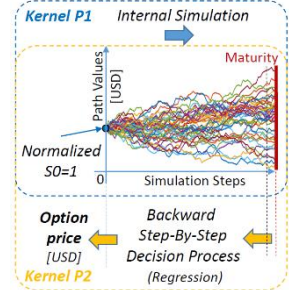 Kernel P1 Internal Simulation
Maturity
Path Values
[USD]
Normalized
S0=1
0
Simulation Steps
Option
price
[USD]
Backward
Step-By-Step
Decision Process
(Regression)
Kernel P2